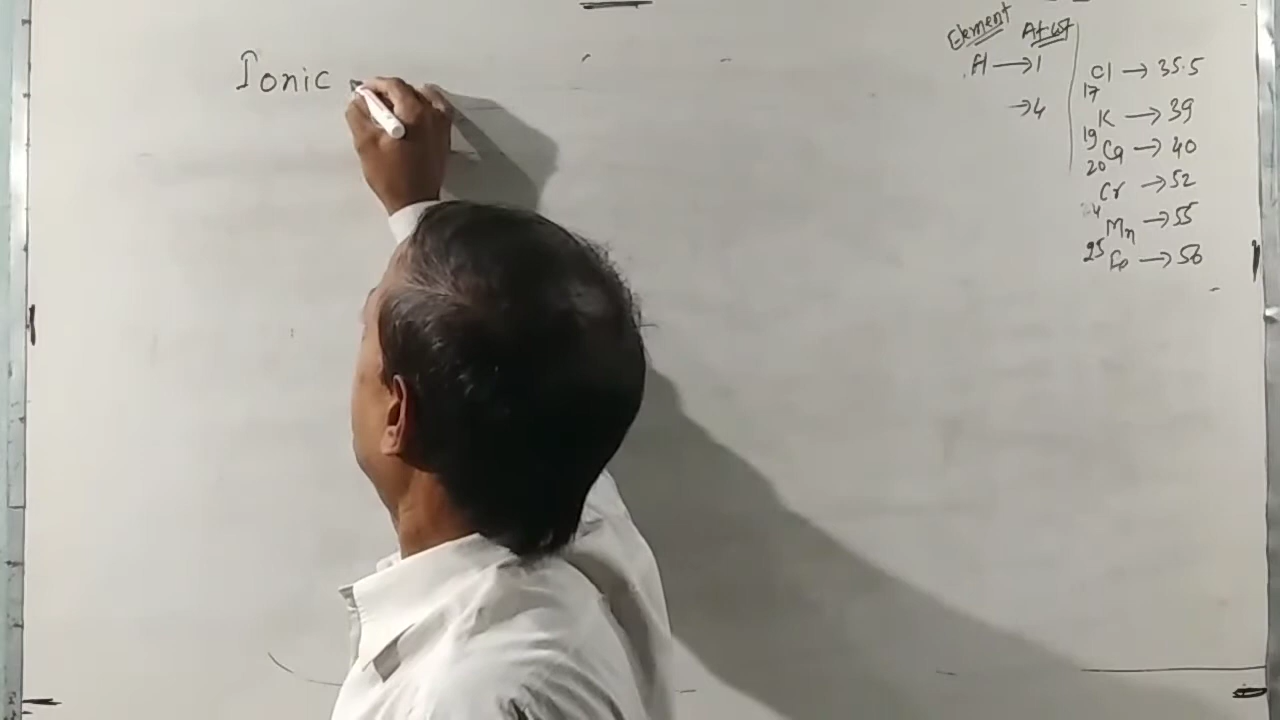 Ionic
Element At wt
H → 1
→ 4
Cl → 35.5
17
K → 39
19
Ca → 40
20
Cr → 52
4
Mn → 55
25
Fe → 56